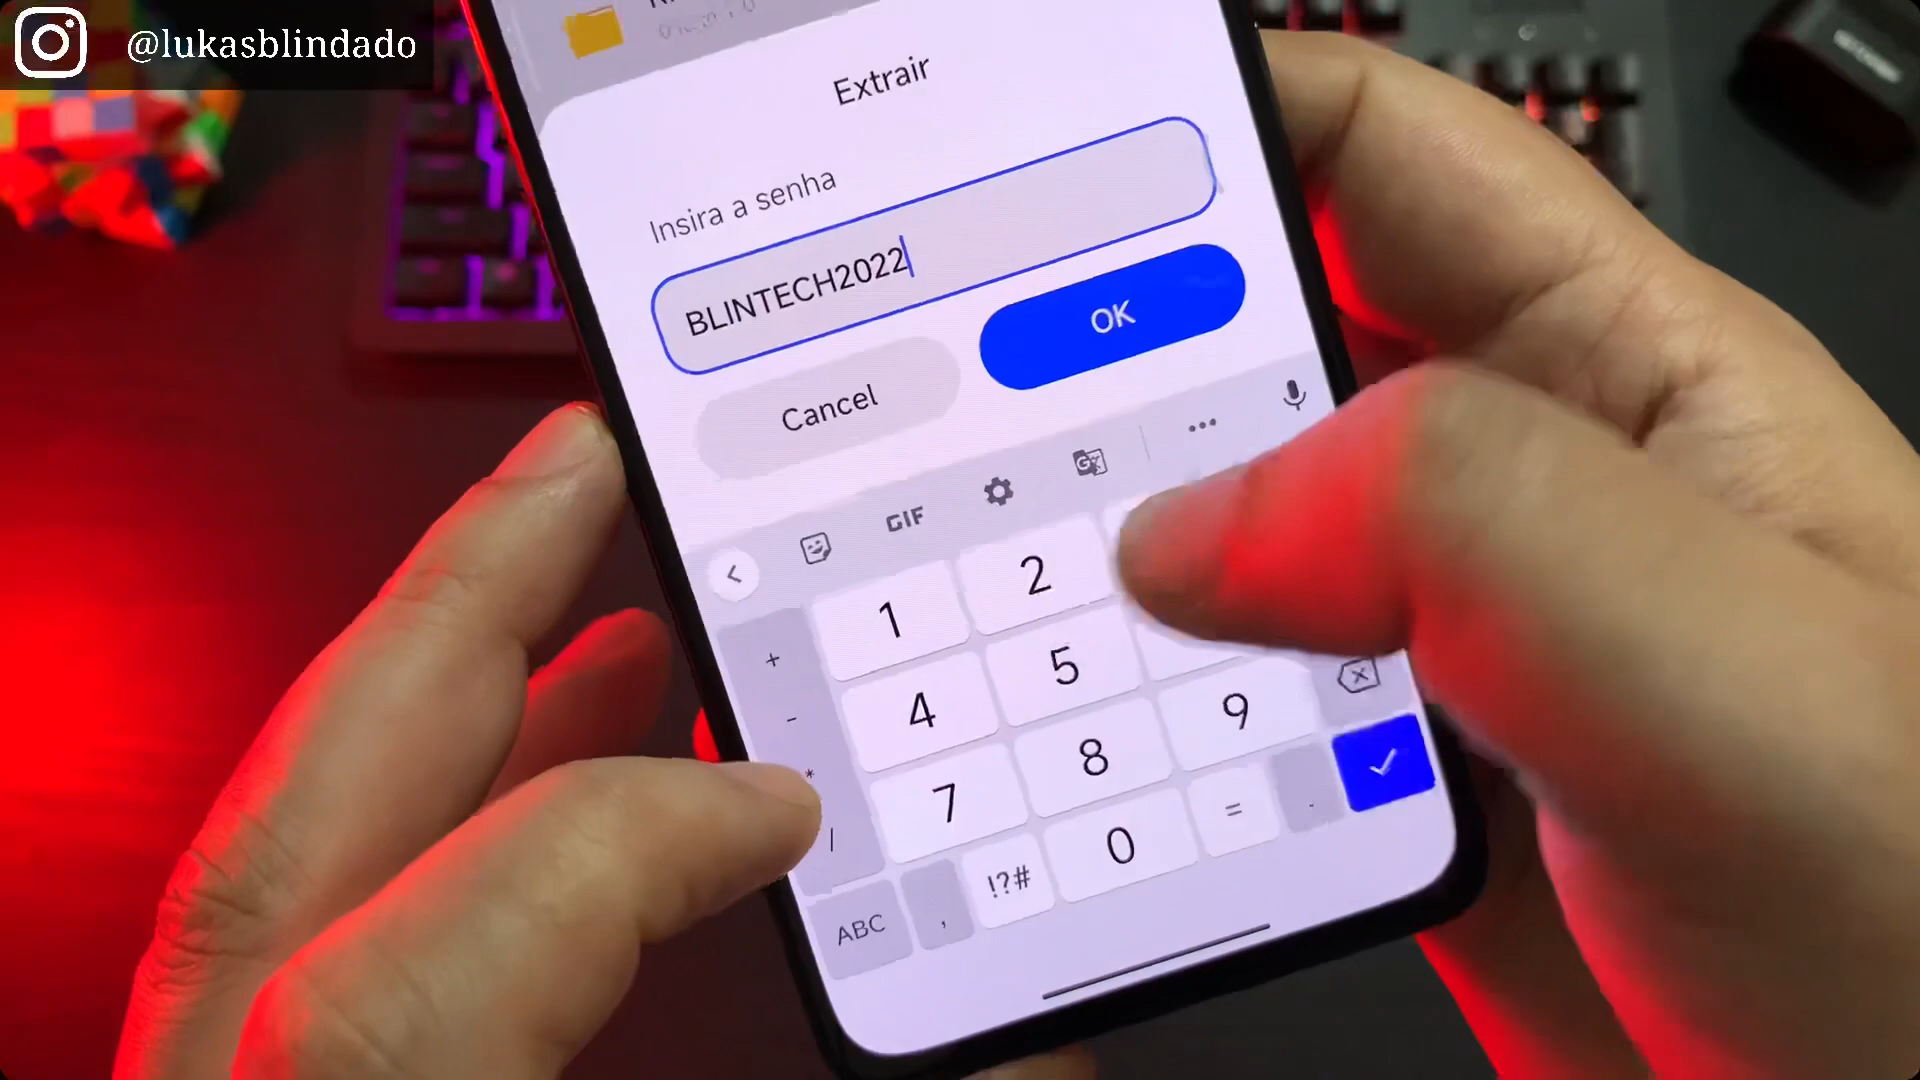 @lukasblindado
Extrair
Insira a senha
BLINTECH2022
Cancel
OK
GIF
1
2
+
4
5
-
7
8
9
*
/
ABC
,
!?#
0
=
.